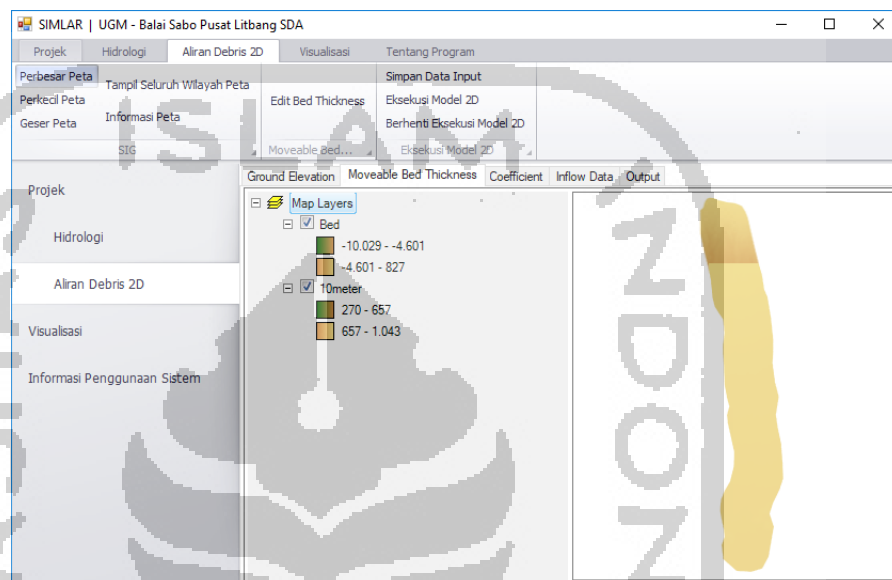 SIMLAR | UGM - Balai Sabo Pusat Litbang SDA
Projek Hidrologi Aliran Debris 2D Visualisasi Tentang Program
Perbesar Peta Tampil Seluruh Wilayah Peta Edit Bed Thickness Simpan Data Input
Perkecil Peta Informasi Peta Eksekusi Model 2D
Geser Peta Berhenti Eksekusi Model 2D
SIG Moveable Bed... Eksekusi Model 2D
Projek
Hidrologi
Aliran Debris 2D
Visualisasi
Informasi Penggunaan Sistem
Ground Elevation Moveable Bed Thickness Coefficient Inflow Data Output
Map Layers
Bed
-10.029 - -4.601
-4.601 - 827
10meter
270 - 657
657 - 1.043
ISLAM
INDON